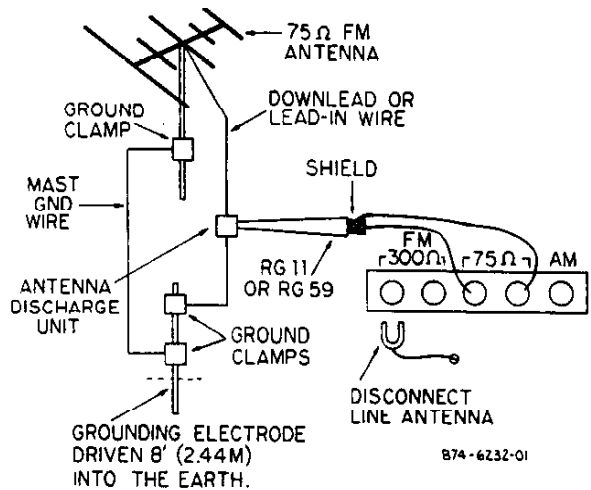 75Ω FM
ANTENNA
DOWNLEAD OR
LEAD-IN WIRE
GROUND
CLAMP
SHIELD
MAST
GND
WIRE
FM
300Ω
75Ω
AM
RG 11
OR RG 59
ANTENNA
DISCHARGE
UNIT
GROUND
CLAMPS
DISCONNECT
LINE ANTENNA
GROUNDING ELECTRODE
DRIVEN 8' (2.44M)
INTO THE EARTH.
B74-6232-01